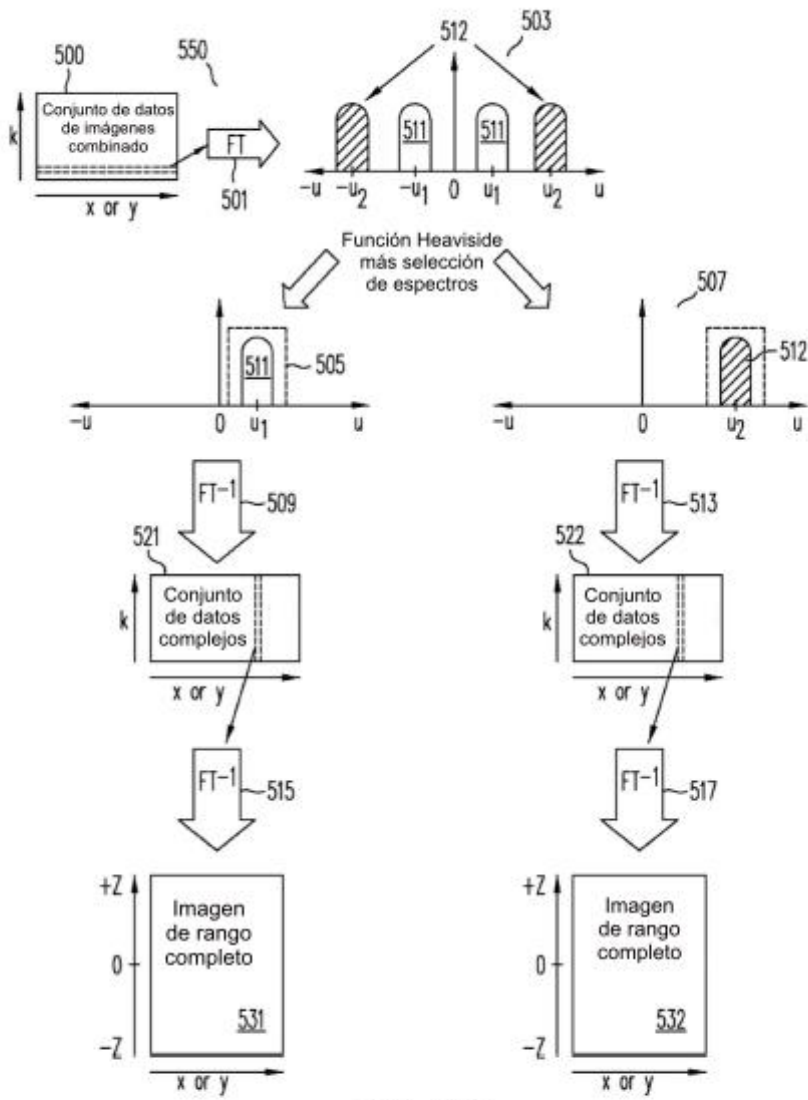 500
550
512
503
Conjunto de datos
de imágenes
combinado
k
x or y
FT
501
511
511
-u
-u₂
-u₁
0
u₁
u₂
u
Función Heaviside
más selección
de espectros
507
511
505
512
-u
0
u₁
u
-u
0
u₂
u
FT⁻¹
509
FT⁻¹
513
521
522
Conjunto
de datos
complejos
k
x or y
Conjunto
de datos
complejos
k
x or y
FT⁻¹
515
FT⁻¹
517
+Z
0
-Z
Imagen
de rango
completo
531
x or y
+Z
0
-Z
Imagen
de rango
completo
532
x or y